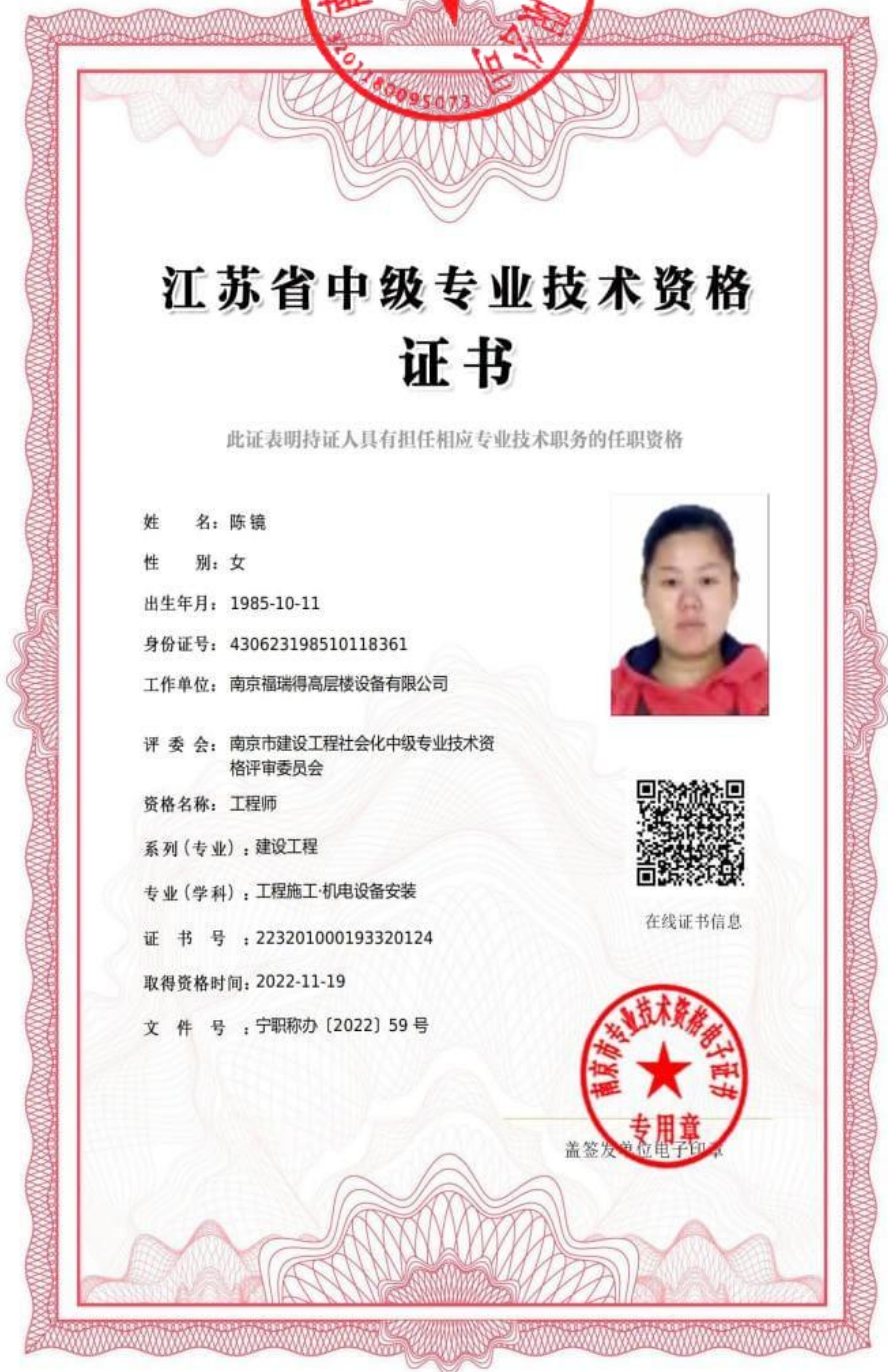 限公司
3201180095073
江苏省中级专业技术资格
证书
此证表明持证人具有担任相应专业技术职务的任职资格
姓 名：陈镜
性 别：女
出生年月：1985-10-11
身份证号：430623198510118361
工作单位：南京福瑞得高层楼设备有限公司
评 委 会：南京市建设工程社会化中级专业技术资
格评审委员会
资格名称：工程师
系列（专业）：建设工程
专业（学科）：工程施工·机电设备安装
证 书 号：223201000193320124
取得资格时间：2022-11-19
文 件 号：宁职称办〔2022〕59 号
在线证书信息
南京市专业技术资格电子证书
专用章
盖签发单位电子印章